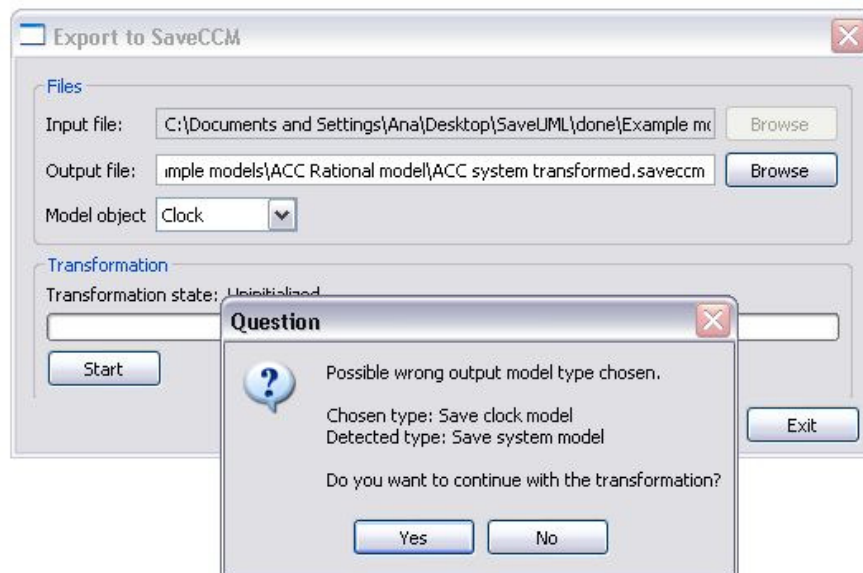 Export to SaveCCM
Files
Input file: C:\Documents and Settings\Ana\Desktop\SaveUML\done\Example mo Browse
Output file: imple models\ACC Rational model\ACC system transformed.saveccm Browse
Model object Clock
Transformation
Transformation state: Uninitialized
Question
Start
Possible wrong output model type chosen.
Chosen type: Save clock model
Detected type: Save system model
Exit
Do you want to continue with the transformation?
Yes No